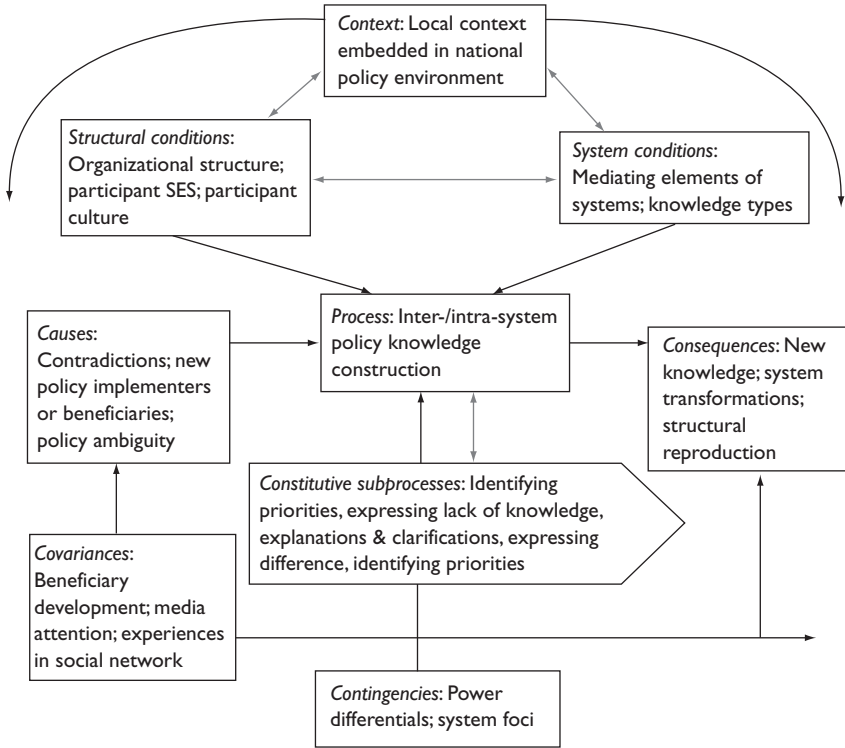 Context: Local context
embedded in national
policy environment
Structural conditions:
Organizational structure;
participant SES; participant
culture
System conditions:
Mediating elements of
systems; knowledge types
Process: Inter-/intra-system
policy knowledge
construction
Causes:
Contradictions; new
policy implementers
or beneficiaries;
policy ambiguity
Consequences: New
knowledge; system
transformations;
structural
reproduction
Constitutive subprocesses: Identifying
priorities, expressing lack of knowledge,
explanations & clarifications, expressing
difference, identifying priorities
Covariances:
Beneficiary
development; media
attention; experiences
in social network
Contingencies: Power
differentials; system foci